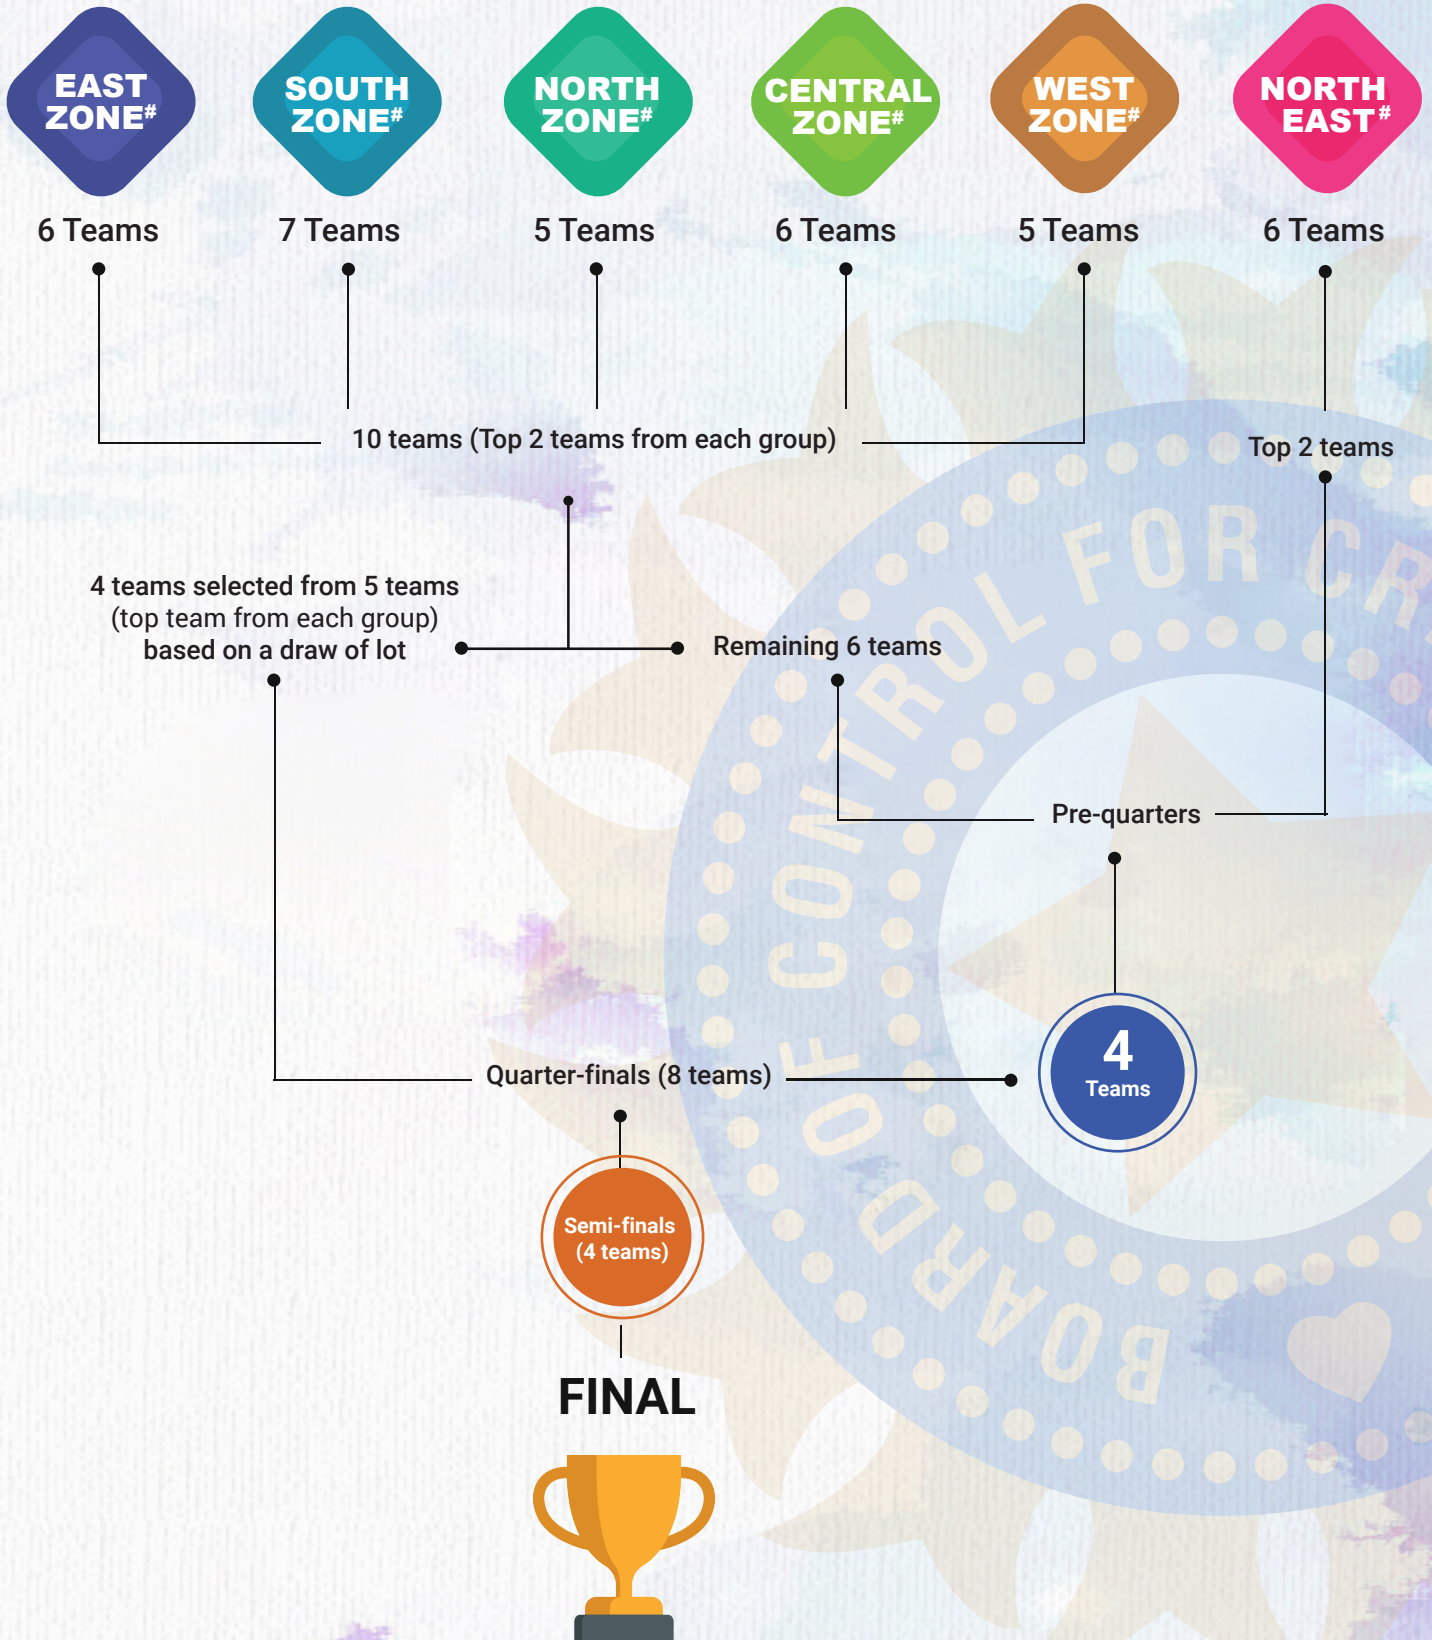 EAST
ZONE#
SOUTH
ZONE#
NORTH
ZONE#
CENTRAL
ZONE#
WEST
ZONE#
NORTH
EAST#
6 Teams
7 Teams
5 Teams
6 Teams
5 Teams
6 Teams
10 teams (Top 2 teams from each group)
Top 2 teams
4 teams selected from 5 teams
(top team from each group)
based on a draw of lot
Remaining 6 teams
Pre-quarters
4
Teams
Quarter-finals (8 teams)
Semi-finals
(4 teams)
FINAL
BOARD OF CONTROL FOR CR